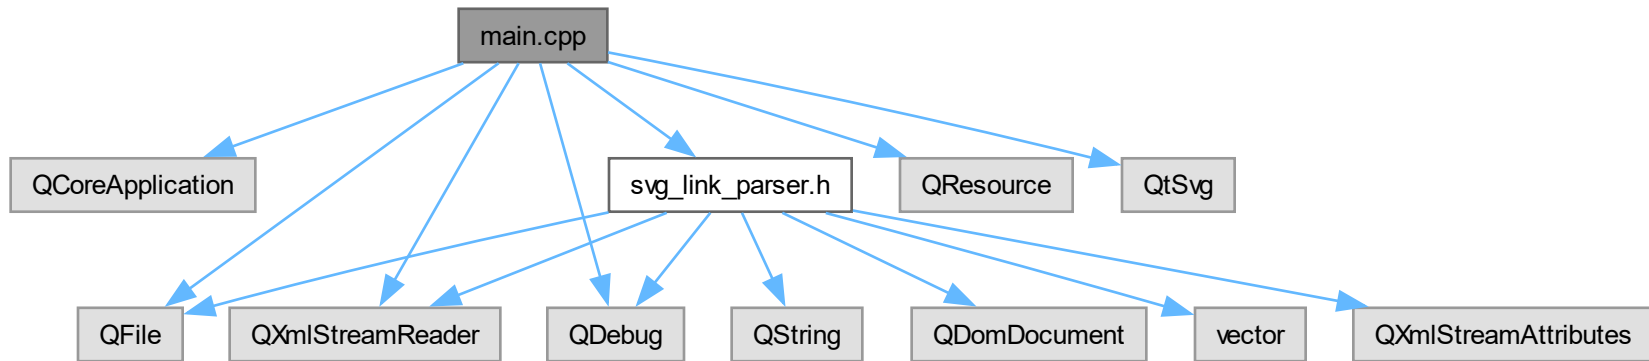 main.cpp
QCoreApplication
svg_link_parser.h
QResource
QtSvg
QFile
QXmlStreamReader
QDebug
QString
QDomDocument
vector
QXmlStreamAttributes